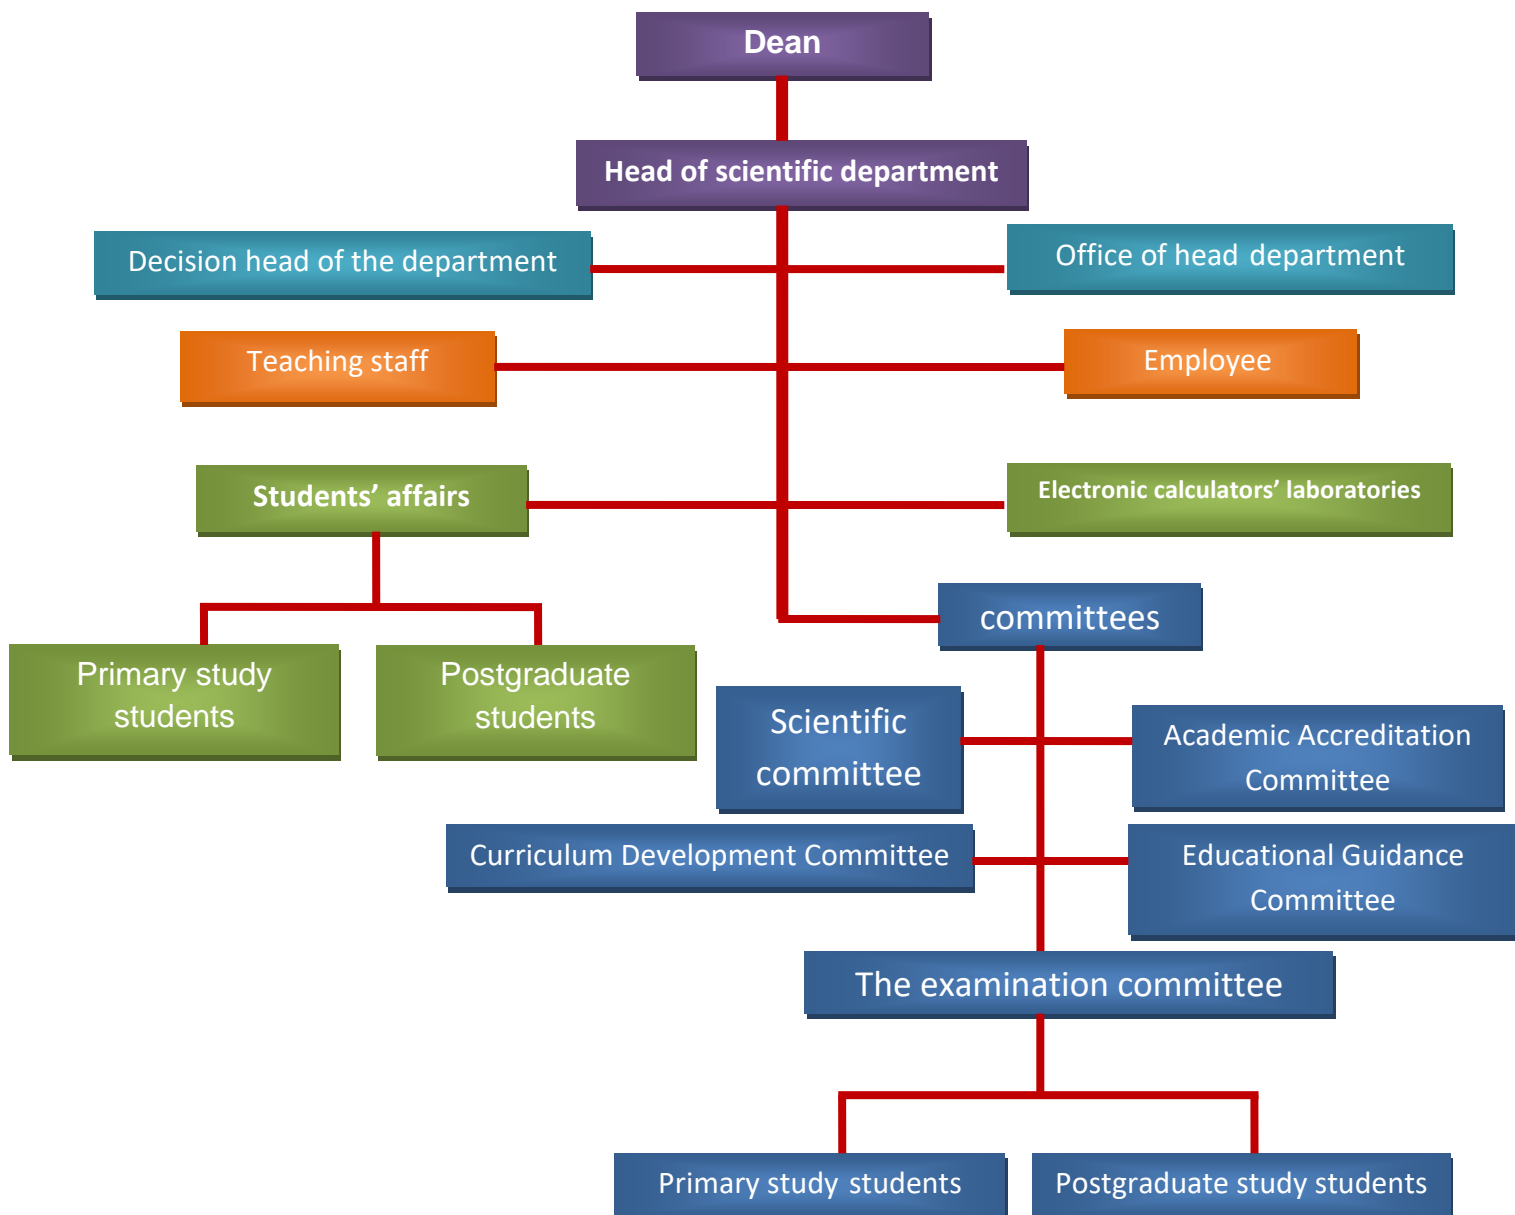 Dean
Head of scientific department
Decision head of the department
Office of head department
Teaching staff
Employee
Students’ affairs
Electronic calculators’ laboratories
committees
Primary study
students
Postgraduate
students
Scientific
committee
Academic Accreditation
Committee
Curriculum Development Committee
Educational Guidance
Committee
The examination committee
Primary study students
Postgraduate study students